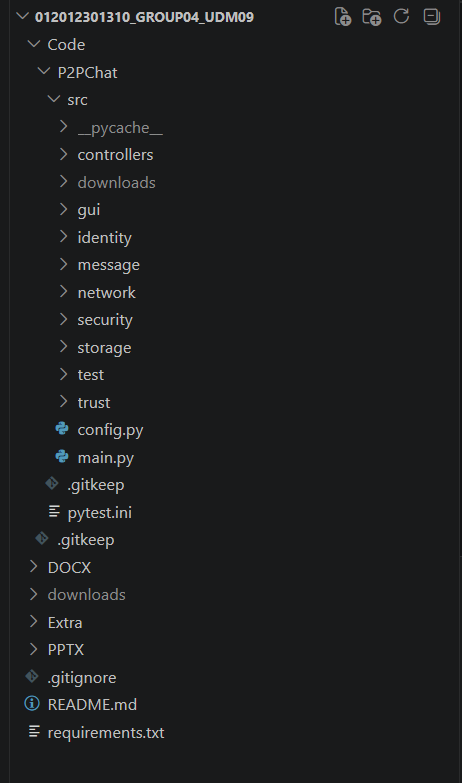 012012301310_GROUP04_UDM09
Code
P2PChat
src
__pycache__
controllers
downloads
gui
identity
message
network
security
storage
test
trust
config.py
main.py
.gitkeep
pytest.ini
.gitkeep
DOCX
downloads
Extra
PPTX
.gitignore
README.md
requirements.txt